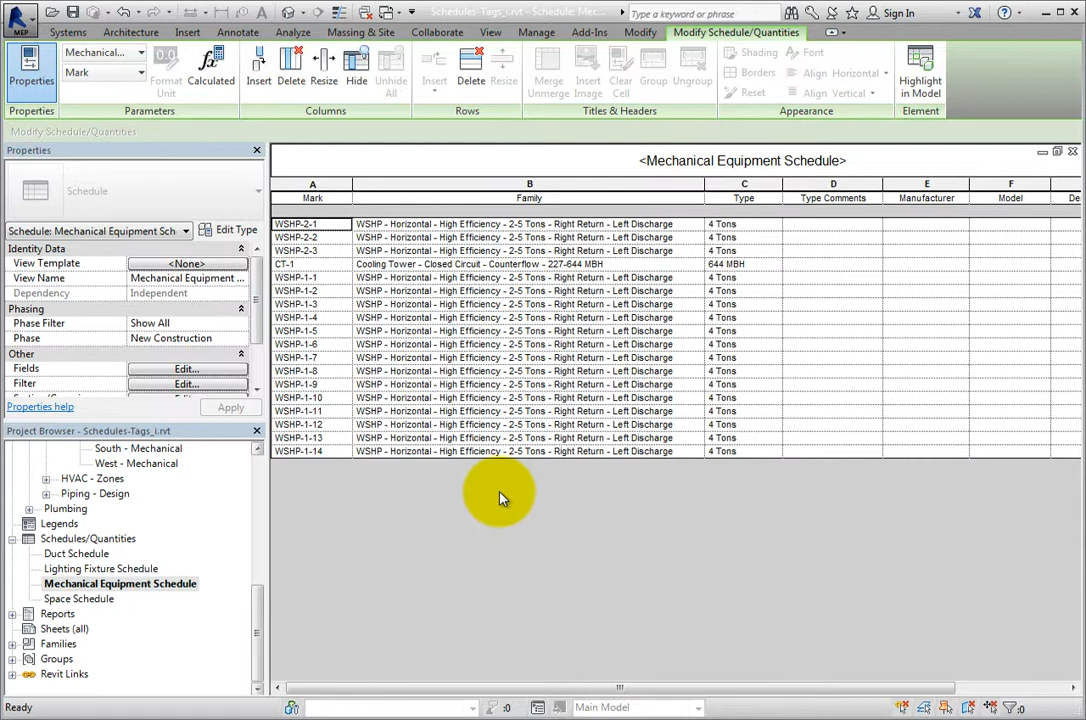 Schedules-Tags_i.rvt - Schedule: Mec...
Type a keyword or phrase
Sign In
MEP
Systems Architecture Insert Annotate Analyze Massing & Site Collaborate View Manage Add-Ins Modify Modify Schedule/Quantities
Properties
Mechanical...
Mark
Format Unit
Calculated
Insert Delete Resize Hide Unhide All
Insert Delete Resize
Merge Unmerge Insert Image Clear Cell Group Ungroup
Shading Font
Borders Align Horizontal
Reset Align Vertical
Highlight in Model
Properties Parameters Columns Rows Titles & Headers Appearance Element
Modify Schedule/Quantities
Properties
Schedule
Schedule: Mechanical Equipment Sch
Edit Type
Identity Data
View Template <None>
View Name Mechanical Equipment ...
Dependency Independent
Phasing
Phase Filter Show All
Phase New Construction
Other
Fields Edit...
Filter Edit...
Properties help
Apply
Project Browser - Schedules-Tags_i.rvt
South - Mechanical
West - Mechanical
HVAC - Zones
Piping - Design
Plumbing
Legends
Schedules/Quantities
Duct Schedule
Lighting Fixture Schedule
Mechanical Equipment Schedule
Space Schedule
Reports
Sheets (all)
Families
Groups
Revit Links
<Mechanical Equipment Schedule>
A B C D E F
Mark Family Type Type Comments Manufacturer Model De
WSHP-2-1 WSHP - Horizontal - High Efficiency - 2-5 Tons - Right Return - Left Discharge 4 Tons
WSHP-2-2 WSHP - Horizontal - High Efficiency - 2-5 Tons - Right Return - Left Discharge 4 Tons
WSHP-2-3 WSHP - Horizontal - High Efficiency - 2-5 Tons - Right Return - Left Discharge 4 Tons
CT-1 Cooling Tower - Closed Circuit - Counterflow - 227-644 MBH 644 MBH
WSHP-1-1 WSHP - Horizontal - High Efficiency - 2-5 Tons - Right Return - Left Discharge 4 Tons
WSHP-1-2 WSHP - Horizontal - High Efficiency - 2-5 Tons - Right Return - Left Discharge 4 Tons
WSHP-1-3 WSHP - Horizontal - High Efficiency - 2-5 Tons - Right Return - Left Discharge 4 Tons
WSHP-1-4 WSHP - Horizontal - High Efficiency - 2-5 Tons - Right Return - Left Discharge 4 Tons
WSHP-1-5 WSHP - Horizontal - High Efficiency - 2-5 Tons - Right Return - Left Discharge 4 Tons
WSHP-1-6 WSHP - Horizontal - High Efficiency - 2-5 Tons - Right Return - Left Discharge 4 Tons
WSHP-1-7 WSHP - Horizontal - High Efficiency - 2-5 Tons - Right Return - Left Discharge 4 Tons
WSHP-1-8 WSHP - Horizontal - High Efficiency - 2-5 Tons - Right Return - Left Discharge 4 Tons
WSHP-1-9 WSHP - Horizontal - High Efficiency - 2-5 Tons - Right Return - Left Discharge 4 Tons
WSHP-1-10 WSHP - Horizontal - High Efficiency - 2-5 Tons - Right Return - Left Discharge 4 Tons
WSHP-1-11 WSHP - Horizontal - High Efficiency - 2-5 Tons - Right Return - Left Discharge 4 Tons
WSHP-1-12 WSHP - Horizontal - High Efficiency - 2-5 Tons - Right Return - Left Discharge 4 Tons
WSHP-1-13 WSHP - Horizontal - High Efficiency - 2-5 Tons - Right Return - Left Discharge 4 Tons
WSHP-1-14 WSHP - Horizontal - High Efficiency - 2-5 Tons - Right Return - Left Discharge 4 Tons
Ready
:0
Main Model
:0